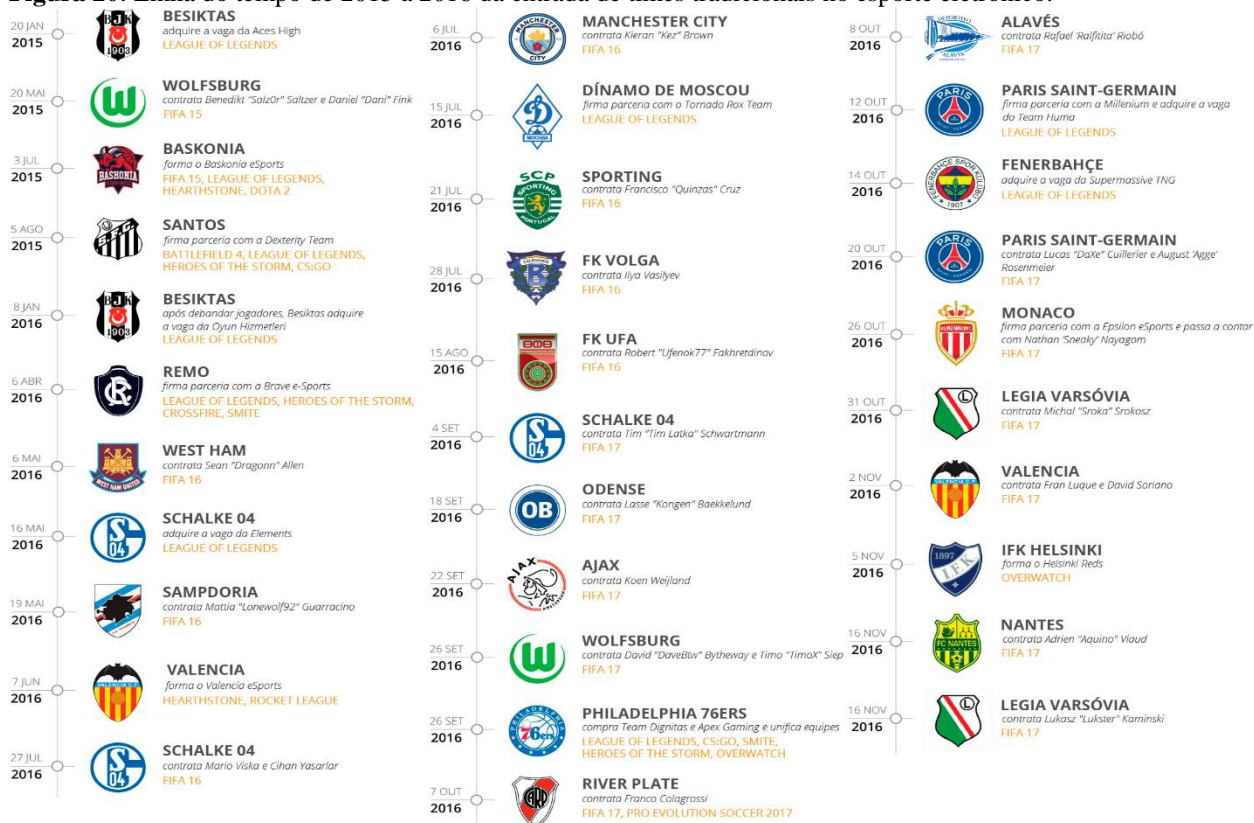 Figura 20: Linha do tempo de 2015 a 2016 da entrada de times tradicionais no esporte eletrônico.
20 JAN
2015
BESIKTAS
adquire a vaga da Aces High
LEAGUE OF LEGENDS
20 MAI
2015
WOLFSBURG
contrata Benedikt "Salz0r" Saltzer e Daniel "Dani" Fink
FIFA 15
3 JUL
2015
BASKONIA
forma o Baskonia eSports
FIFA 15, LEAGUE OF LEGENDS,
HEARTHSTONE, DOTA 2
5 AGO
2015
SANTOS
firma parceria com a Dexterity Team
BATTLEFIELD 4, LEAGUE OF LEGENDS,
HEROES OF THE STORM, CS:GO
8 JAN
2016
BESIKTAS
após debandar jogadores, Besiktas adquire
a vaga da Oyun Hizmetleri
LEAGUE OF LEGENDS
6 ABR
2016
REMO
firma parceria com a Brave e-Sports
LEAGUE OF LEGENDS, HEROES OF THE STORM,
CROSSFIRE, SMITE
6 MAI
2016
WEST HAM
contrata Sean "Dragonn" Allen
FIFA 16
16 MAI
2016
SCHALKE 04
adquire a vaga da Elements
LEAGUE OF LEGENDS
19 MAI
2016
SAMPDORIA
contrata Mattia "Lonewolf92" Guarracino
FIFA 16
7 JUN
2016
VALENCIA
forma o Valencia eSports
HEARTHSTONE, ROCKET LEAGUE
27 JUL
2016
SCHALKE 04
contrata Mario Viska e Cihan Yasarlar
FIFA 16
6 JUL
2016
MANCHESTER CITY
contrata Kieran "Kez" Brown
FIFA 16
15 JUL
2016
DÍNAMO DE MOSCOU
firma parceria com o Tornado Rox Team
LEAGUE OF LEGENDS
21 JUL
2016
SPORTING
contrata Francisco "Quinzas" Cruz
FIFA 16
28 JUL
2016
FK VOLGA
contrata Ilya Vasilyev
FIFA 16
15 AGO
2016
FK UFA
contrata Robert "Ufenok77" Fakhretdinov
FIFA 16
4 SET
2016
SCHALKE 04
contrata Tim "Tim Latka" Schwartmann
FIFA 17
18 SET
2016
ODENSE
contrata Lasse "Kongen" Baekkelund
FIFA 17
22 SET
2016
AJAX
contrata Koen Weijland
FIFA 17
26 SET
2016
WOLFSBURG
contrata David "DaveBtw" Bytheway e Timo "TimoX" Siep
FIFA 17
26 SET
2016
PHILADELPHIA 76ERS
compra Team Dignitas e Apex Gaming e unifica equipes
LEAGUE OF LEGENDS, CS:GO, SMITE,
HEROES OF THE STORM, OVERWATCH
7 OUT
2016
RIVER PLATE
contrata Franco Colagrossi
FIFA 17, PRO EVOLUTION SOCCER 2017
8 OUT
2016
ALAVÉS
contrata Rafael 'Ralfitita' Riobó
FIFA 17
12 OUT
2016
PARIS SAINT-GERMAIN
firma parceria com a Millenium e adquire a vaga
do Team Huma
LEAGUE OF LEGENDS
14 OUT
2016
FENERBAHÇE
adquire a vaga da Supermassive TNG
LEAGUE OF LEGENDS
20 OUT
2016
PARIS SAINT-GERMAIN
contrata Lucas "DaXe" Cuillerier e August 'Agge'
Rosenmeier
FIFA 17
26 OUT
2016
MONACO
firma parceria com a Epsilon eSports e passa a contar
com Nathan 'Sneaky' Nayagom
FIFA 17
31 OUT
2016
LEGIA VARSÓVIA
contrata Michal "Sroka" Srokosz
FIFA 17
2 NOV
2016
VALENCIA
contrata Fran Luque e David Soriano
FIFA 17
5 NOV
2016
IFK HELSINKI
forma o Helsinki Reds
OVERWATCH
16 NOV
2016
NANTES
contrata Adrien "Aquino" Viaud
FIFA 17
16 NOV
2016
LEGIA VARSÓVIA
contrata Lukasz "Lukster" Kaminski
FIFA 17